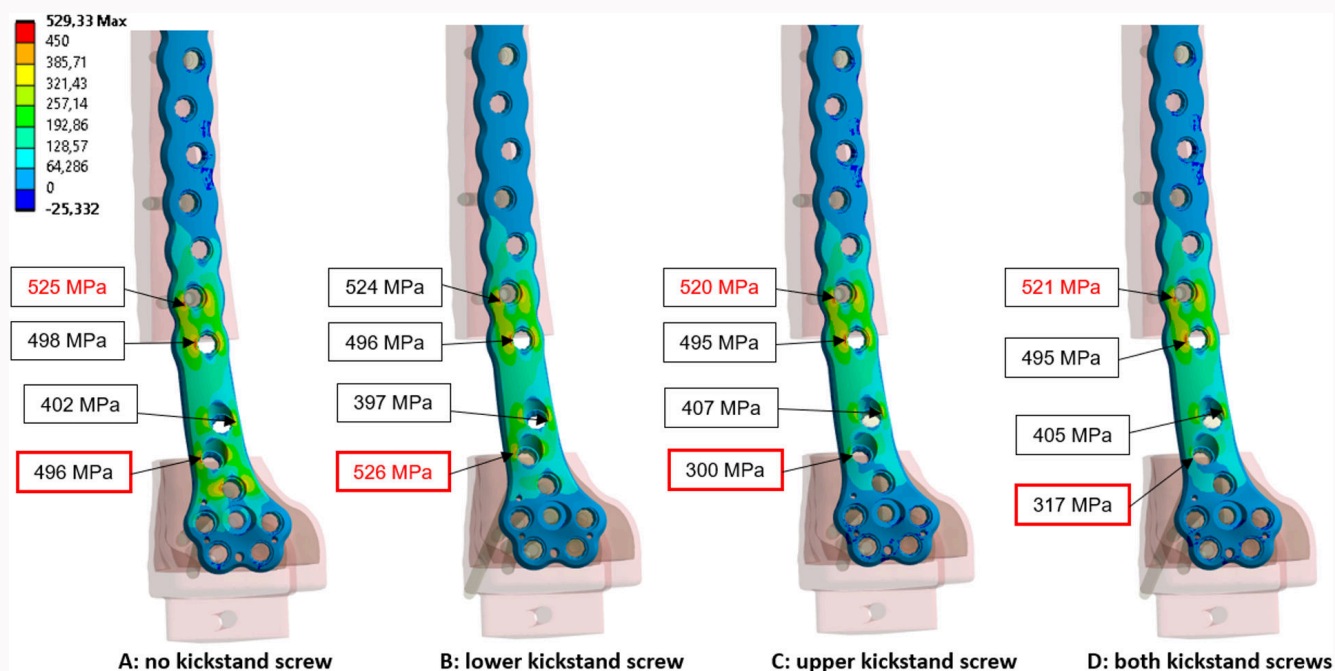 529,33 Max
450
385,71
321,43
257,14
192,86
128,57
64,286
0
-25,332
525 MPa
498 MPa
402 MPa
496 MPa
A: no kickstand screw
524 MPa
496 MPa
397 MPa
526 MPa
B: lower kickstand screw
520 MPa
495 MPa
407 MPa
300 MPa
C: upper kickstand screw
521 MPa
495 MPa
405 MPa
317 MPa
D: both kickstand screws